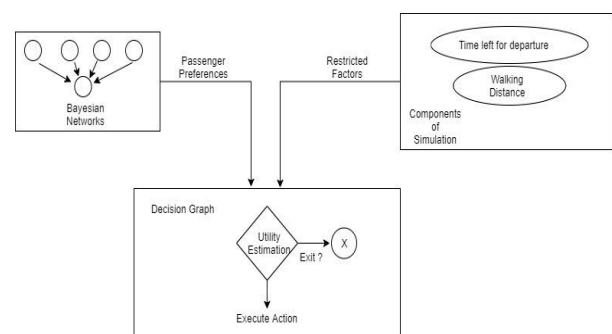 Bayesian
Networks
Passenger
Preferences
Restricted
Factors
Time left for departure
Walking
Distance
Components
of
Simulation
Decision Graph
Utility
Estimation
Exit ?
X
Execute Action